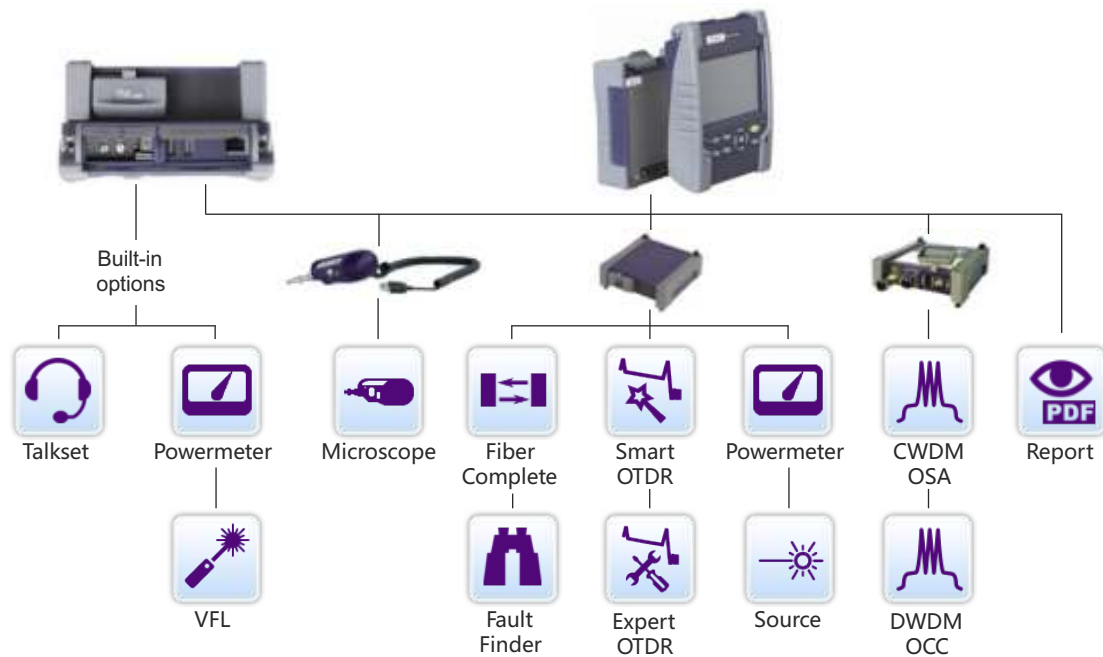 Built-in
options
Talkset
Powermeter
Microscope
Fiber
Complete
Smart
OTDR
Powermeter
CWDM
OSA
PDF
Report
VFL
Fault
Finder
Expert
OTDR
Source
DWDM
OCC